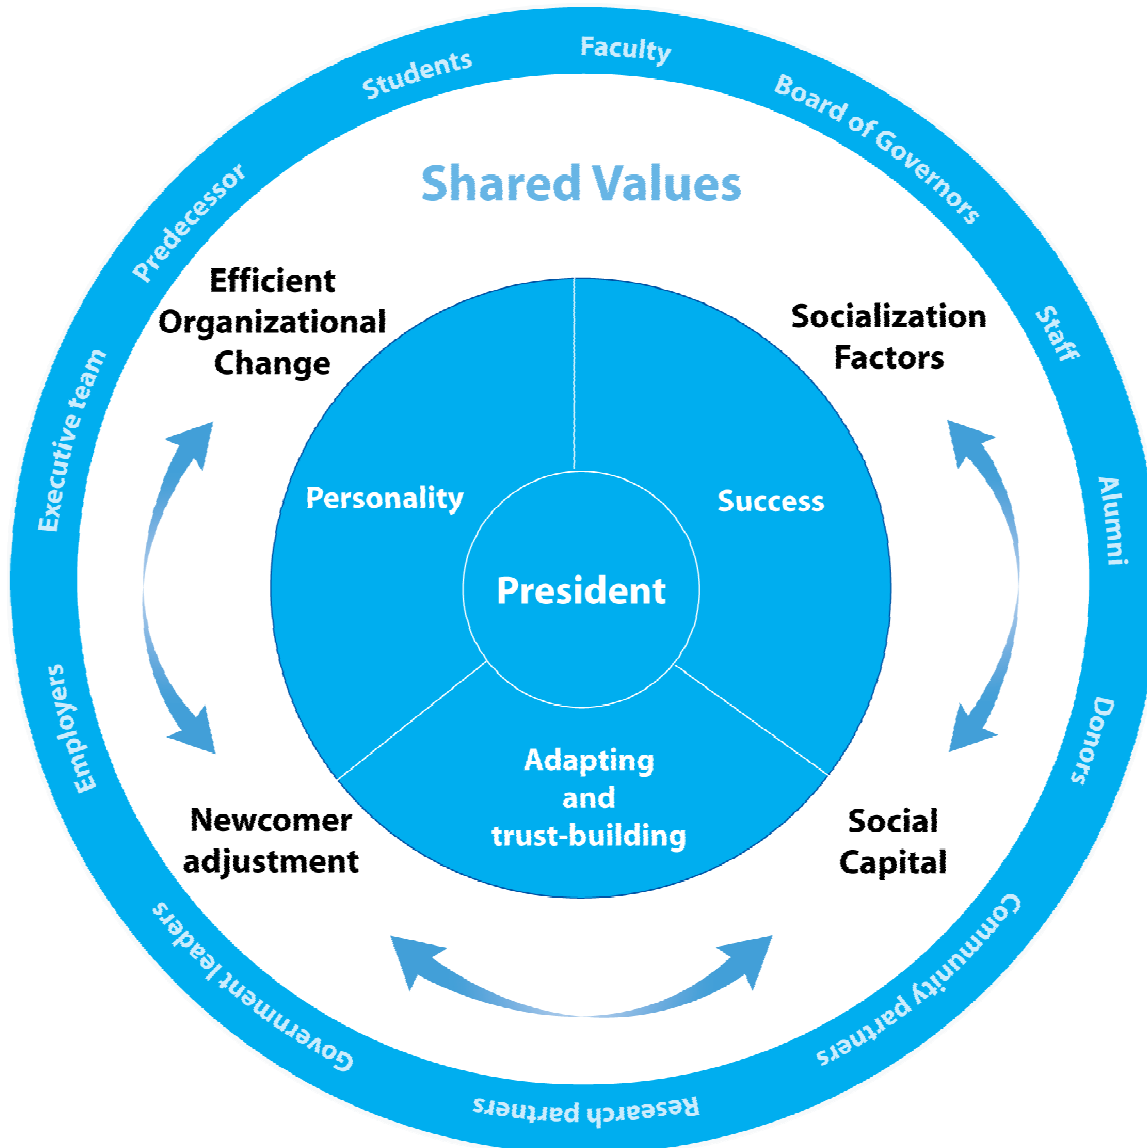 Faculty
Board of Governors
Staff
Alumni
Donors
Community partners
Research partners
Government leaders
Employers
Executive team
Predecessor
Students
Shared Values
Efficient
Organizational
Change
Socialization
Factors
Newcomer
adjustment
Social
Capital
Personality
Success
Adapting
and
trust-building
President